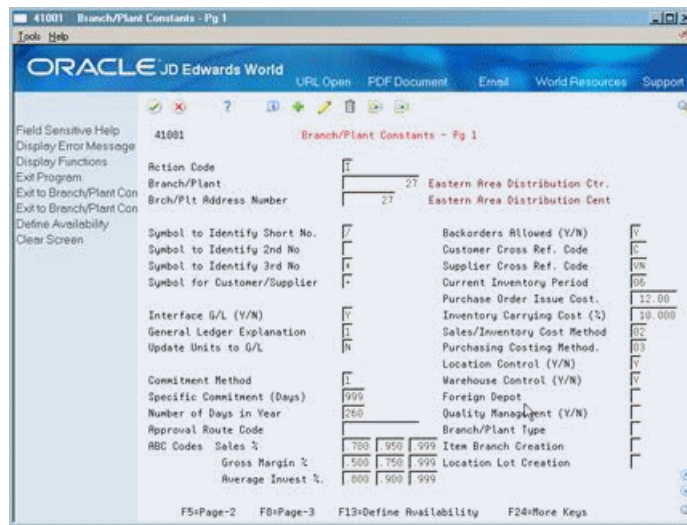 41001 Branch/Plant Constants - Pg 1
Tools Help
ORACLE JD Edwards World
URL Open PDF Document Email World Resources Support
Field Sensitive Help
Display Error Message
Display Functions
Exit Program
Exit to Branch/Plant Con
Exit to Branch/Plant Con
Define Availability
Clear Screen
41001 Branch/Plant Constants - Pg 1
Action Code I
Branch/Plant 27 Eastern Area Distribution Ctr.
Brch/Plt Address Number 27 Eastern Area Distribution Cent
Symbol to Identify Short No. / Backorders Allowed (Y/N) Y
Symbol to Identify 2nd No Customer Cross Ref. Code C
Symbol to Identify 3rd No * Supplier Cross Ref. Code VN
Symbol for Customer/Supplier + Current Inventory Period 06
Purchase Order Issue Cost. 12.00
Interface G/L (Y/N) Y Inventory Carrying Cost (%) 10.000
General Ledger Explanation 1 Sales/Inventory Cost Method 02
Update Units to G/L N Purchasing Costing Method. 03
Location Control (Y/N) Y
Commitment Method 1 Warehouse Control (Y/N) Y
Specific Commitment (Days) 999 Foreign Depot
Number of Days in Year 260 Quality Management (Y/N)
Approval Route Code Branch/Plant Type
ABC Codes Sales % .700 .950 .999 Item Branch Creation
Gross Margin % .500 .750 .999 Location Lot Creation
Average Invest %. .800 .900 .999
F5=Page-2 F8=Page-3 F13=Define Availability F24=More Keys